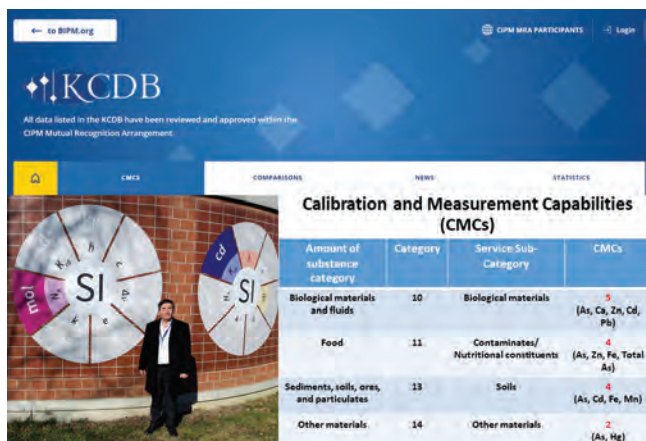 ← to BIPM.org
CIPM MRA PARTICIPANTS
Login
KCDB
All data listed in the KCDB have been reviewed and approved within the
CIPM Mutual Recognition Arrangement
CMCS
COMPARISONS
NEWS
STATISTICS
mol
SI
cd
SI
Calibration and Measurement Capabilities
(CMCs)
Amount of
substance
category
Category
Service Sub-
Category
CMCs
Biological materials
and fluids
10
Biological materials
5
(As, Ca, Zn, Cd,
Pb)
Food
11
Contaminates/
Nutritional constituents
4
(As, Zn, Fe, Total
As)
Sediments, soils, ores,
and particulates
13
Soils
4
(As, Cd, Fe, Mn)
Other materials
14
Other materials
2
(As, Hg)